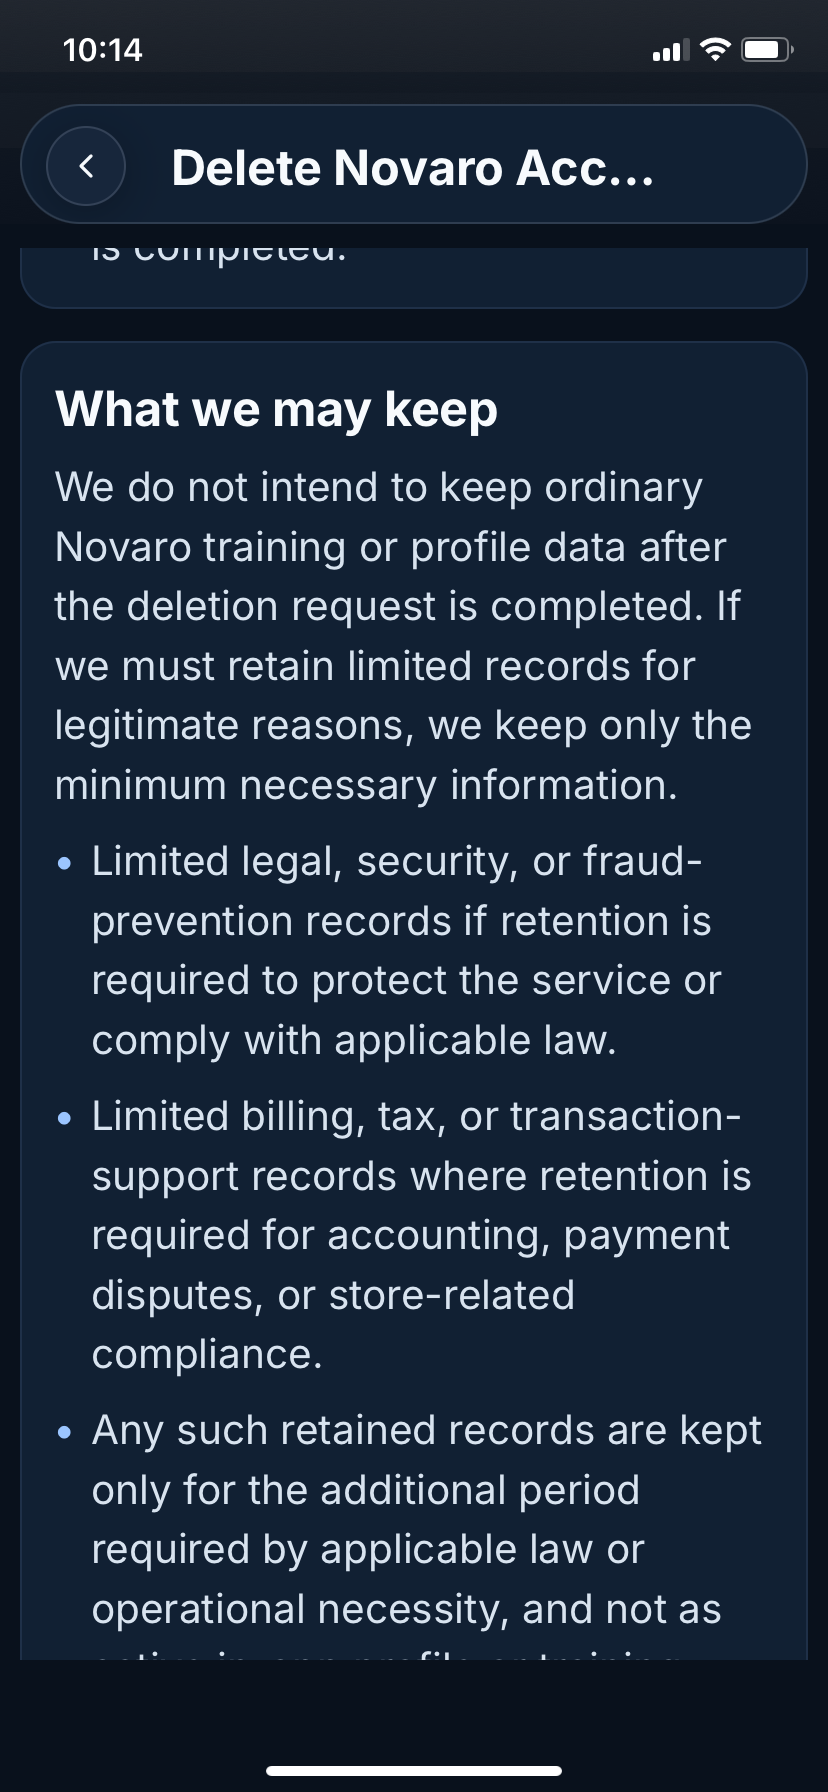 10:14
Delete Novaro Acc...
is completed.
What we may keep
We do not intend to keep ordinary
Novaro training or profile data after
the deletion request is completed. If
we must retain limited records for
legitimate reasons, we keep only the
minimum necessary information.
• Limited legal, security, or fraud-
prevention records if retention is
required to protect the service or
comply with applicable law.
• Limited billing, tax, or transaction-
support records where retention is
required for accounting, payment
disputes, or store-related
compliance.
• Any such retained records are kept
only for the additional period
required by applicable law or
operational necessity, and not as